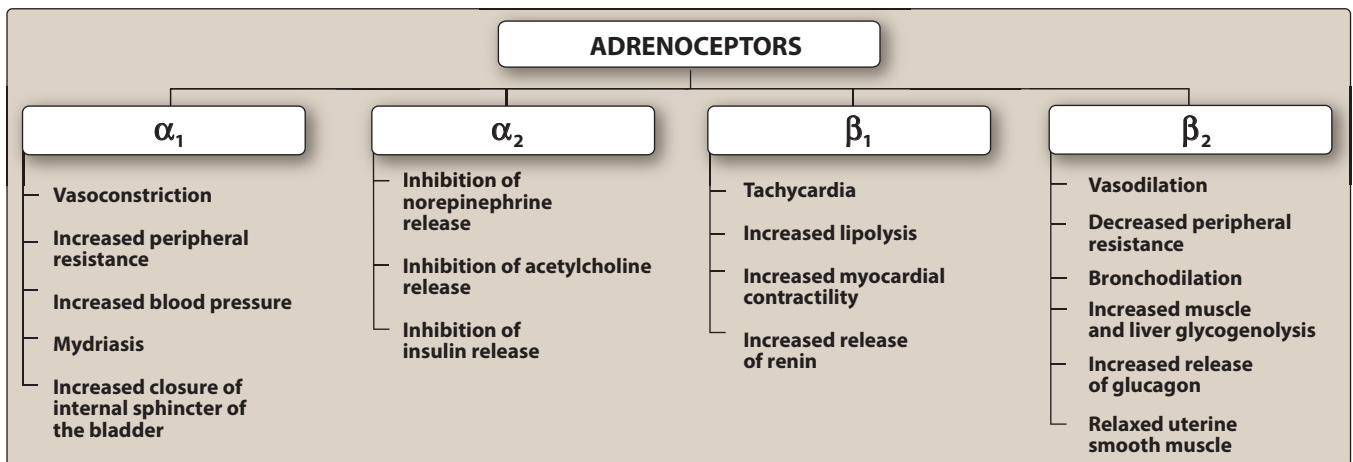 ADRENOCEPTORS
α₁
Vasoconstriction
Increased peripheral
resistance
Increased blood pressure
Mydriasis
Increased closure of
internal sphincter of
the bladder
α₂
Inhibition of
norepinephrine
release
Inhibition of acetylcholine
release
Inhibition of
insulin release
β₁
Tachycardia
Increased lipolysis
Increased myocardial
contractility
Increased release
of renin
β₂
Vasodilation
Decreased peripheral
resistance
Bronchodilation
Increased muscle
and liver glycogenolysis
Increased release
of glucagon
Relaxed uterine
smooth muscle